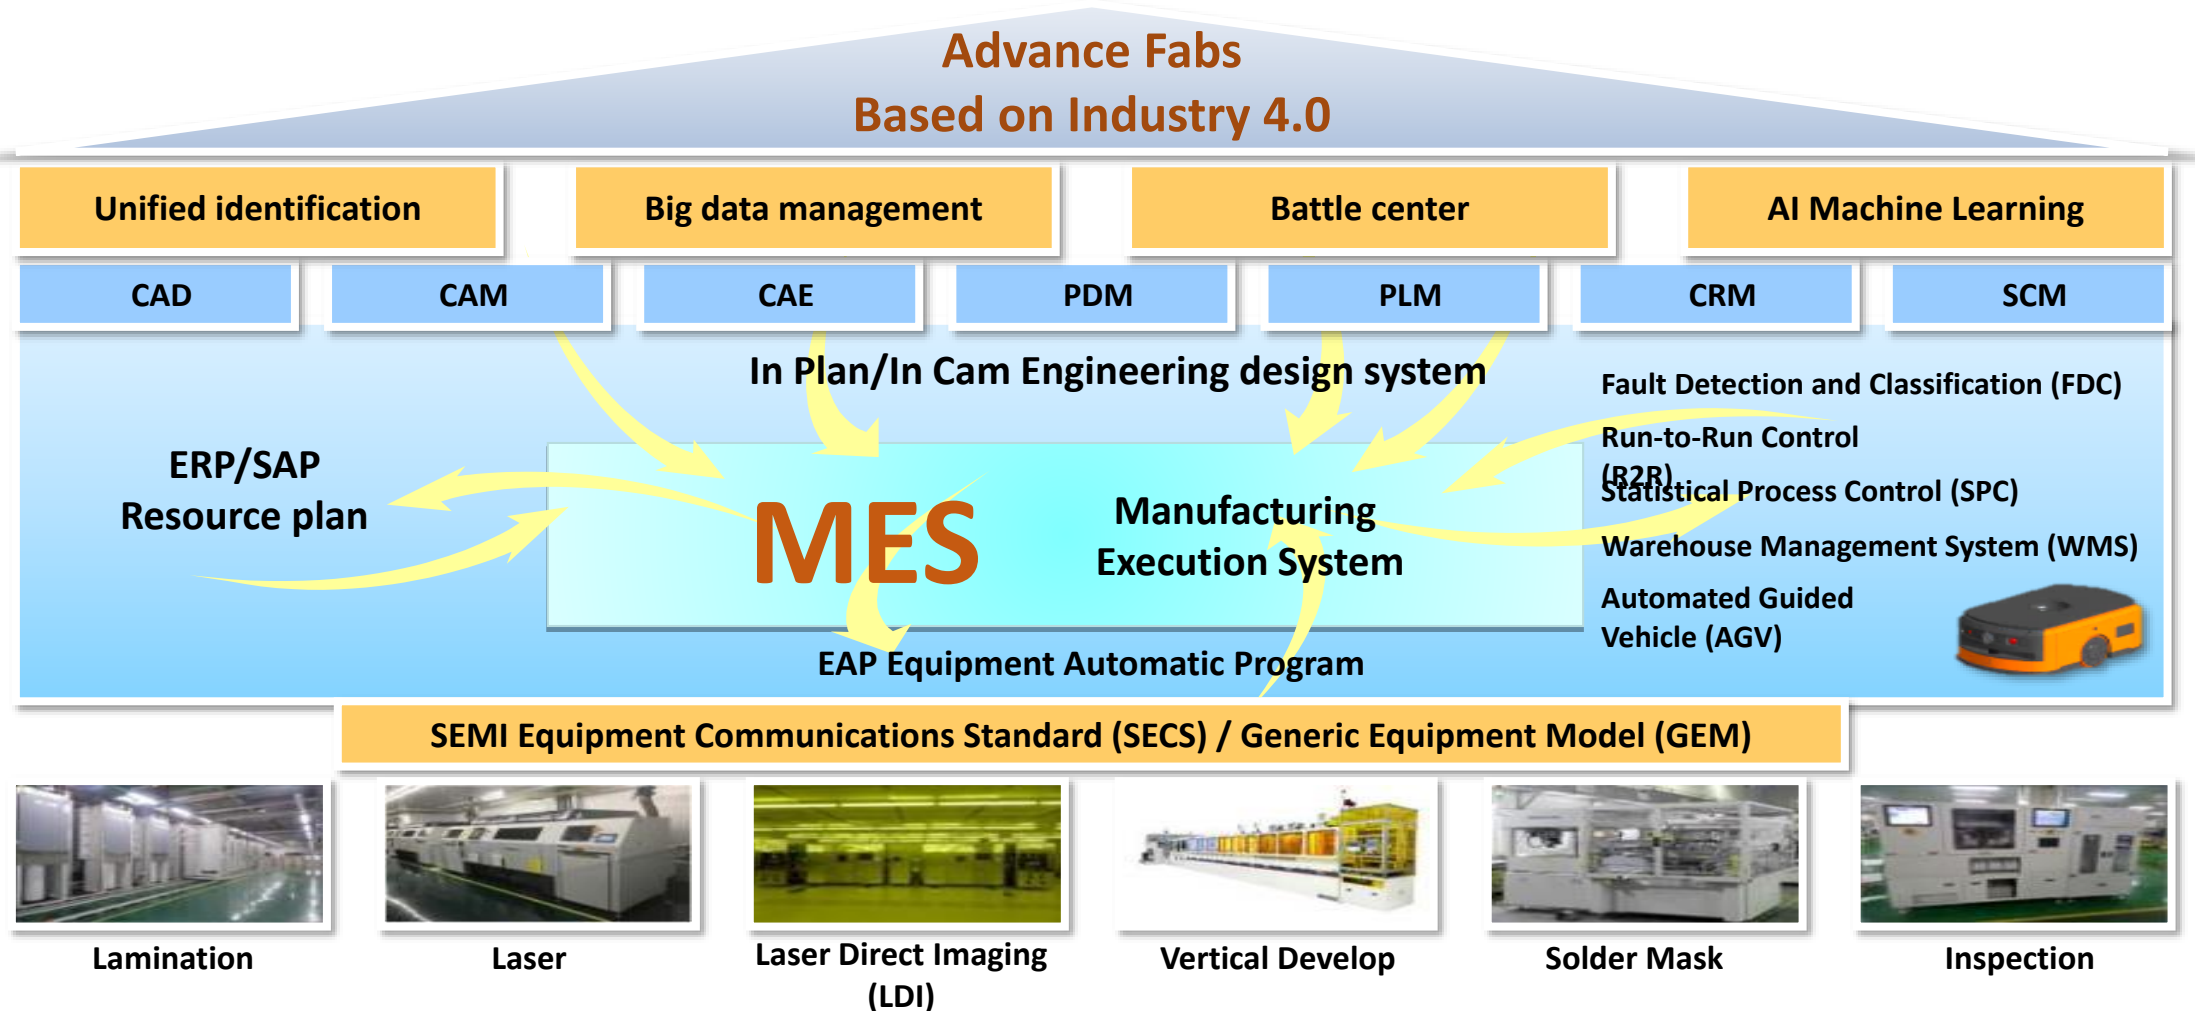 Advance Fabs
Based on Industry 4.0
Unified identification
Big data management
Battle center
AI Machine Learning
CAD
CAM
CAE
PDM
PLM
CRM
SCM
In Plan/In Cam Engineering design system
ERP/SAP
Resource plan
MES
Manufacturing
Execution System
Fault Detection and Classification (FDC)
Run-to-Run Control
(R2R)
Statistical Process Control (SPC)
Warehouse Management System (WMS)
Automated Guided
Vehicle (AGV)
EAP Equipment Automatic Program
SEMI Equipment Communications Standard (SECS) / Generic Equipment Model (GEM)
Lamination
Laser
Laser Direct Imaging
(LDI)
Vertical Develop
Solder Mask
Inspection